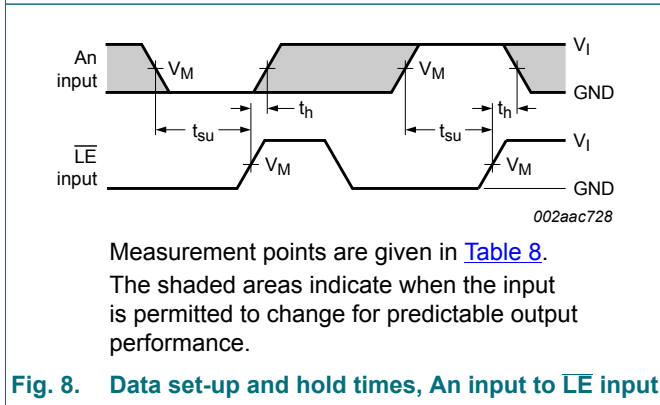 An
input
V_M
V_M
V_I
GND
t_h
t_h
t_su
t_su
L̅E̅
input
V_M
V_M
V_I
GND
002aac728
Measurement points are given in Table 8.
The shaded areas indicate when the input
is permitted to change for predictable output
performance.
Fig. 8. Data set-up and hold times, An input to L̅E̅ input